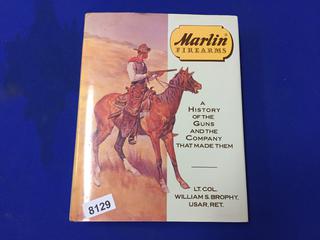 Marlin
FIREARMS
A
HISTORY
OF THE
GUNS
AND THE
COMPANY
THAT MADE THEM
LT. COL.
WILLIAM S. BROPHY,
USAR, RET.
8129